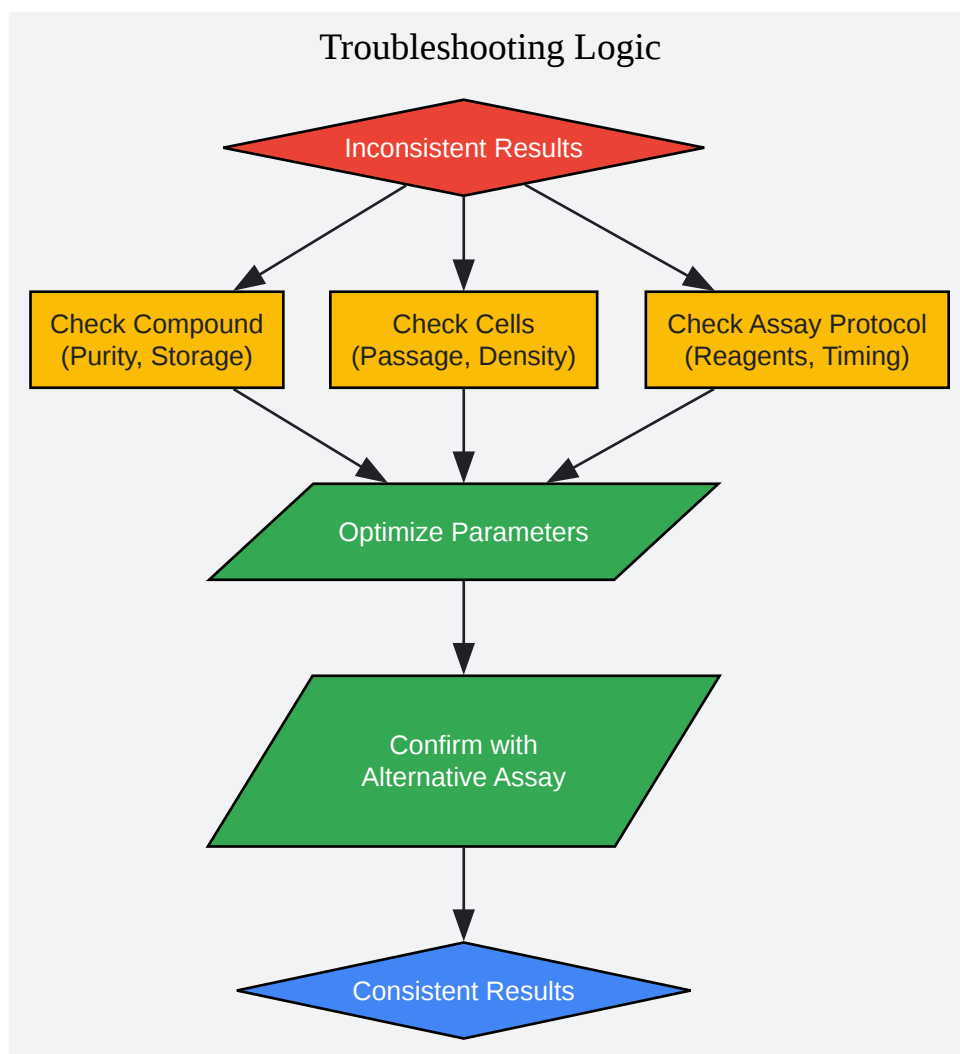 Troubleshooting Logic
Inconsistent Results
Check Compound
(Purity, Storage)
Check Cells
(Passage, Density)
Check Assay Protocol
(Reagents, Timing)
Optimize Parameters
Confirm with
Alternative Assay
Consistent Results